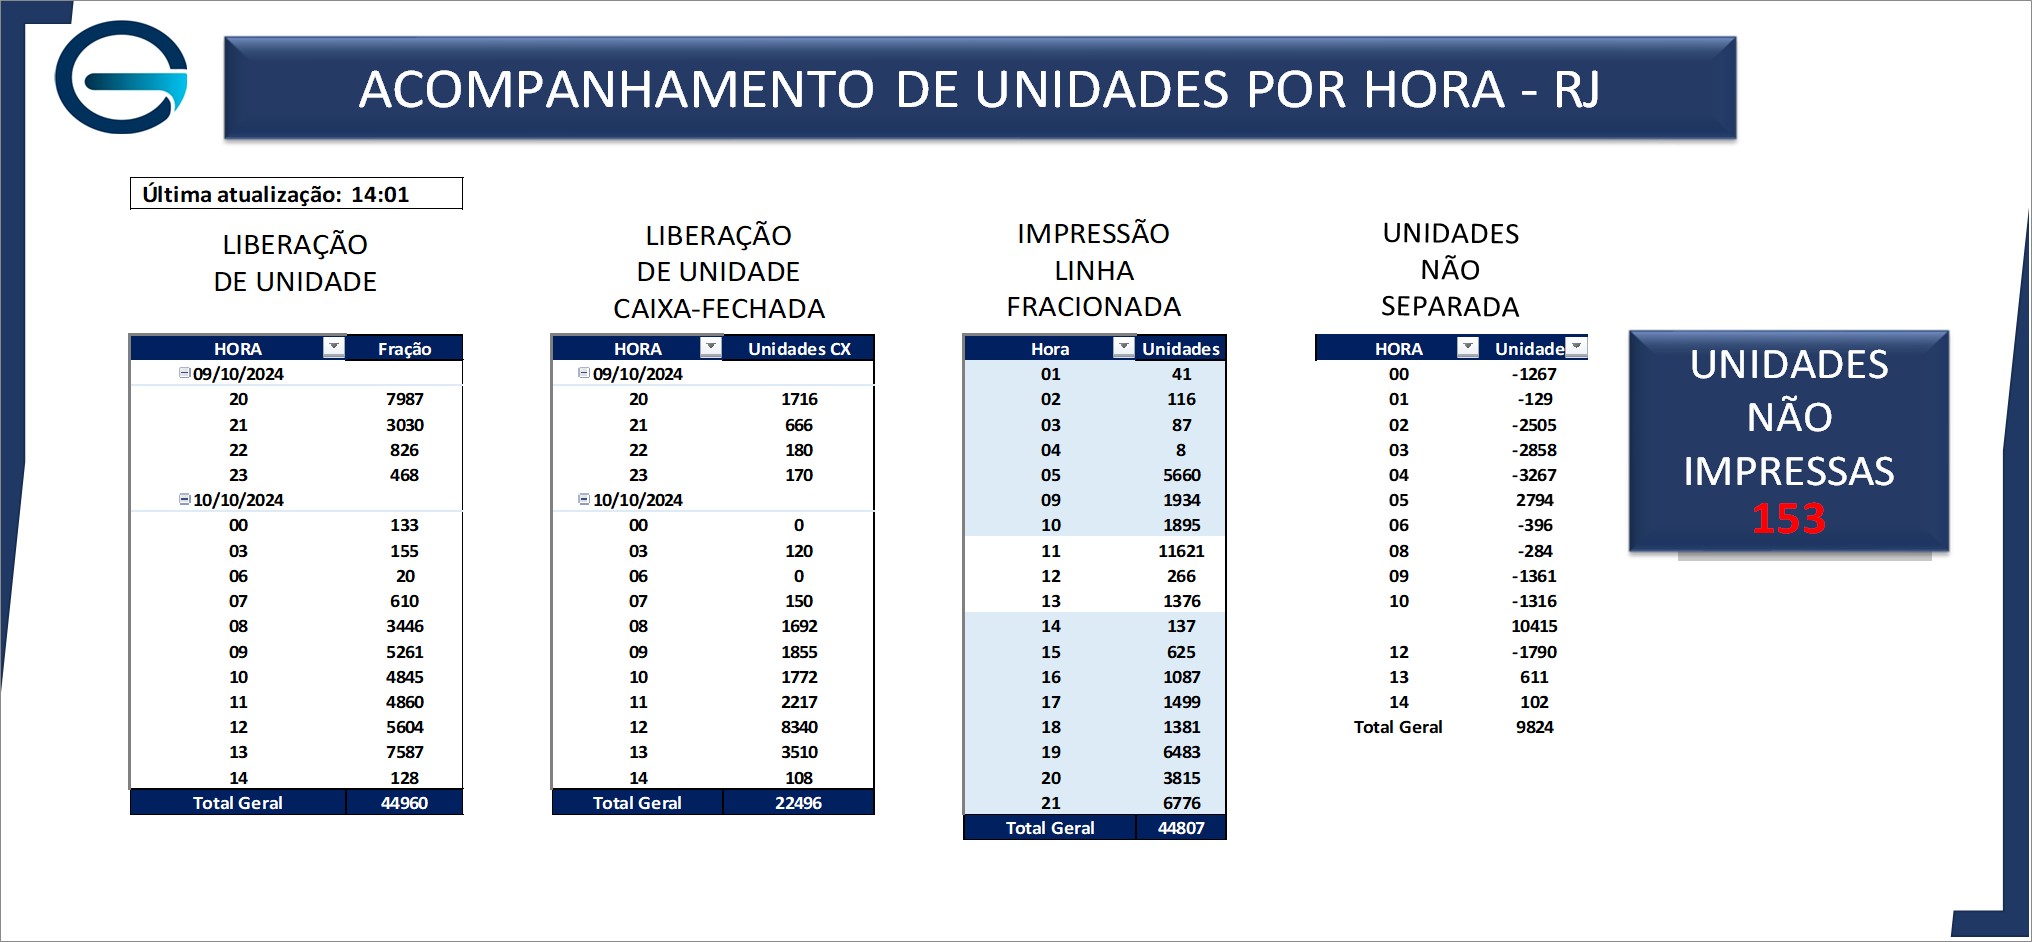 ACOMPANHAMENTO DE UNIDADES POR HORA - RJ
Última atualização: 14:01
LIBERAÇÃO
DE UNIDADE
HORA Fração
09/10/2024
20 7987
21 3030
22 826
23 468
10/10/2024
00 133
03 155
06 20
07 610
08 3446
09 5261
10 4845
11 4860
12 5604
13 7587
14 128
Total Geral 44960
LIBERAÇÃO
DE UNIDADE
CAIXA-FECHADA
HORA Unidades CX
09/10/2024
20 1716
21 666
22 180
23 170
10/10/2024
00 0
03 120
06 0
07 150
08 1692
09 1855
10 1772
11 2217
12 8340
13 3510
14 108
Total Geral 22496
IMPRESSÃO
LINHA
FRACIONADA
Hora Unidades
01 41
02 116
03 87
04 8
05 5660
09 1934
10 1895
11 11621
12 266
13 1376
14 137
15 625
16 1087
17 1499
18 1381
19 6483
20 3815
21 6776
Total Geral 44807
UNIDADES
NÃO
SEPARADA
HORA Unidade
00 -1267
01 -129
02 -2505
03 -2858
04 -3267
05 2794
06 -396
08 -284
09 -1361
10 -1316
10415
12 -1790
13 611
14 102
Total Geral 9824
UNIDADES
NÃO
IMPRESSAS
153